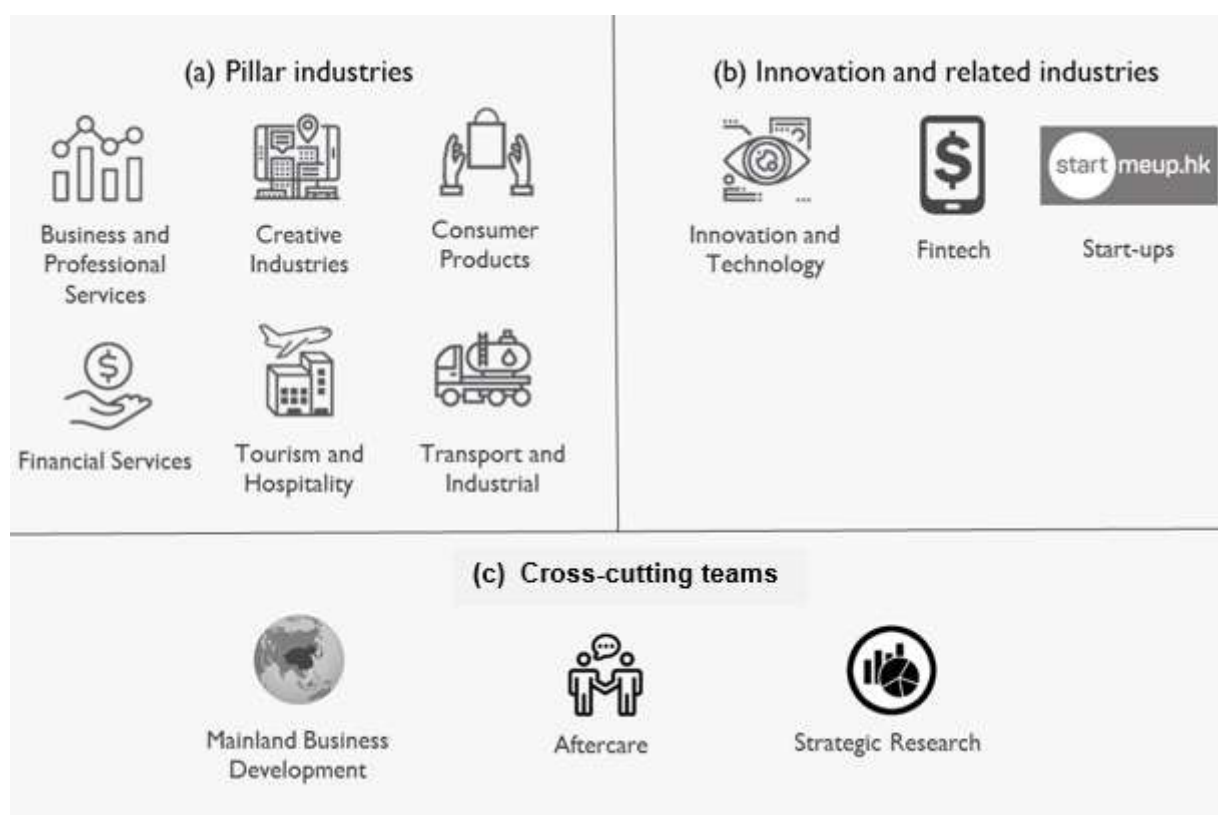 (a) Pillar industries
Business and
Professional
Services
Creative
Industries
Consumer
Products
Financial Services
Tourism and
Hospitality
Transport and
Industrial
(b) Innovation and related industries
start meup.hk
Innovation and
Technology
Fintech
Start-ups
(c) Cross-cutting teams
Mainland Business
Development
Aftercare
Strategic Research